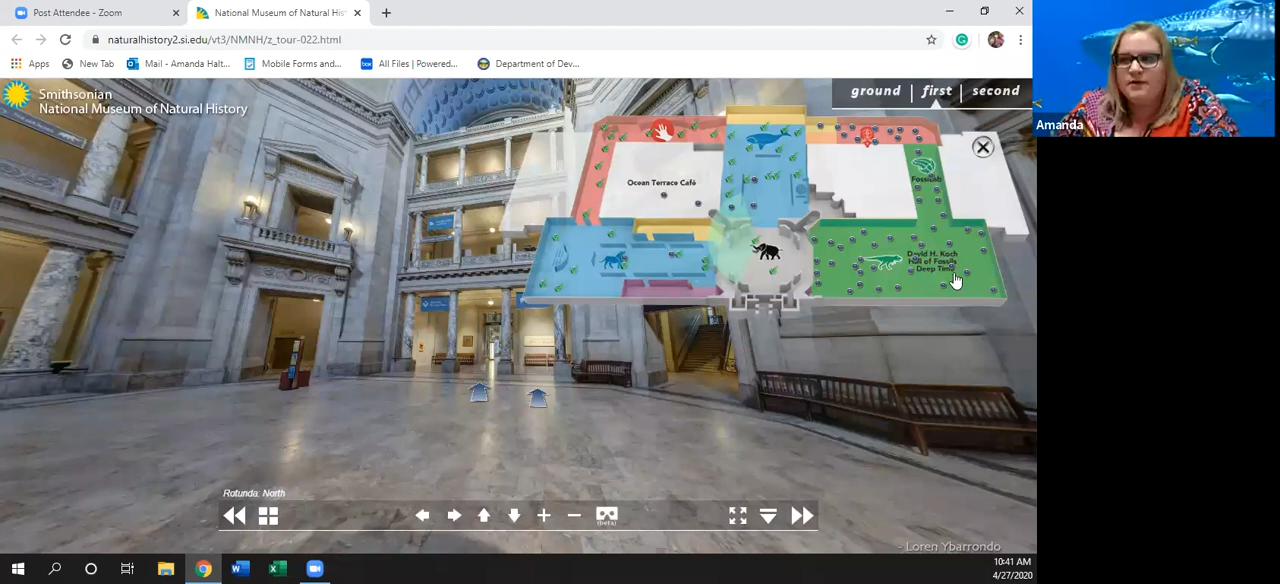 Post Attendee - Zoom
National Museum of Natural His
naturalhistory2.si.edu/vt3/NMNH/z_tour-022.html
Apps
New Tab
Mail - Amanda Halt...
Mobile Forms and...
box
All Files | Powered...
Department of Dev...
Smithsonian
National Museum of Natural History
ground | first | second
Amanda
Ocean Terrace Café
FossiLab
David H. Koch
Hall of Fossils
Deep Time
Rotunda: North
(BETA)
- Loren Ybarrondo
10:41 AM
4/27/2020